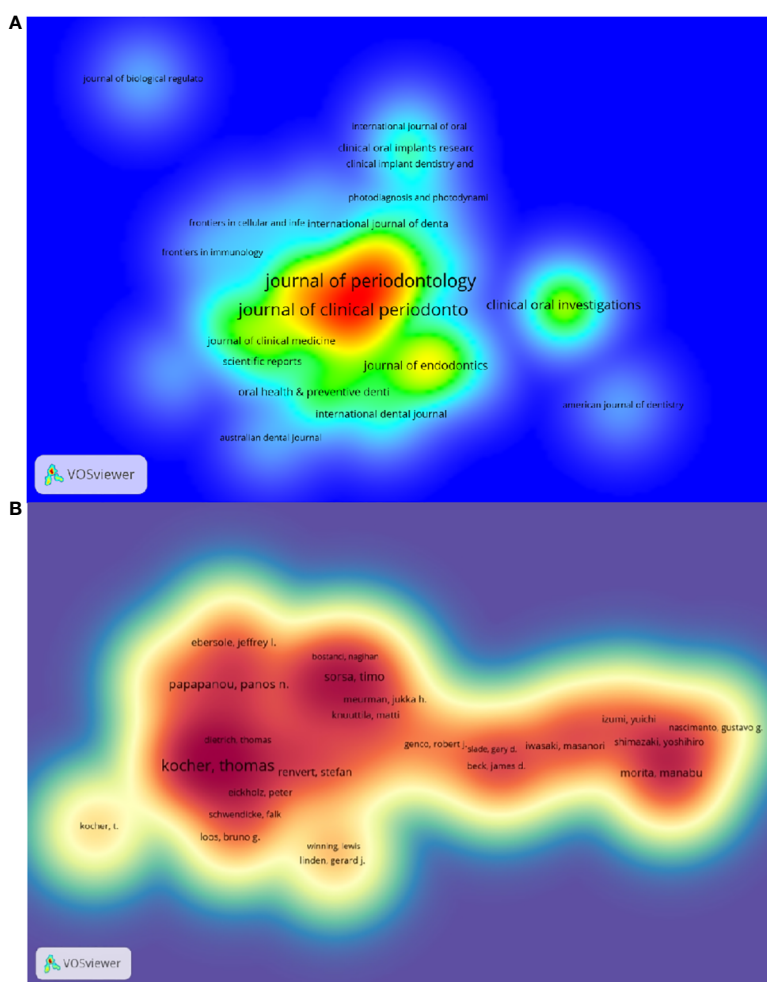 A
journal of biological regulato
international journal of oral
clinical oral implants researc
clinical implant dentistry and
photodiagnosis and photodynami
frontiers in cellular and infe international journal of denta
frontiers in immunology
journal of periodontology
clinical oral investigations
journal of clinical periodonto
journal of clinical medicine
scientific reports
journal of endodontics
oral health & preventive denti
american journal of dentistry
international dental journal
australian dental journal
VOSviewer
B
ebersole, jeffrey l.
bostanci, nagihan
sorsa, timo
papapanou, panos n.
meurman, jukka h.
knuuttila, matti
izumi, yuichi
nascimento, gustavo g.
dietrich, thomas
genco, robert j.
slade, gary d.
iwasaki, masanori
shimazaki, yoshihiro
kocher, thomas
renvert, stefan
beck, james d.
morita, manabu
eickholz, peter
schwendicke, falk
kocher, t.
loos, bruno g.
winning, lewis
linden, gerard j.
VOSviewer